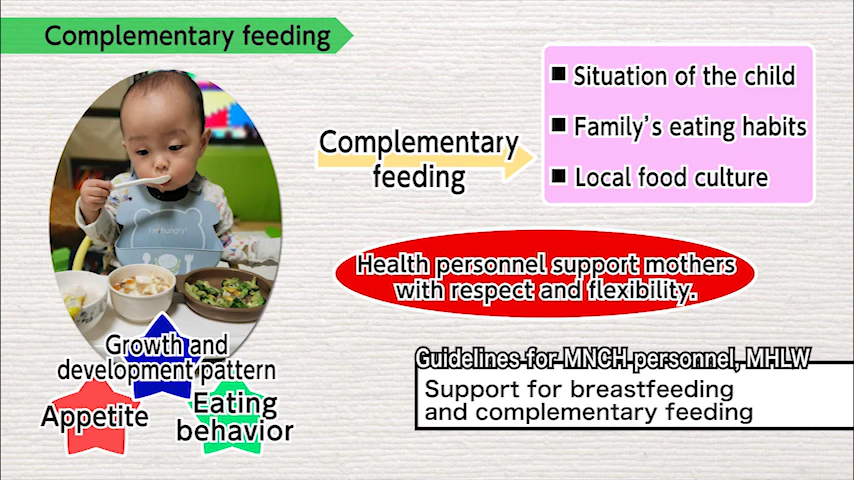 Complementary feeding
Complementary
feeding
■ Situation of the child
■ Family's eating habits
■ Local food culture
I'm hungry!
Health personnel support mothers
with respect and flexibility.
Growth and
development pattern
Appetite
Eating
behavior
Guidelines for MNCH personnel, MHLW
Support for breastfeeding
and complementary feeding